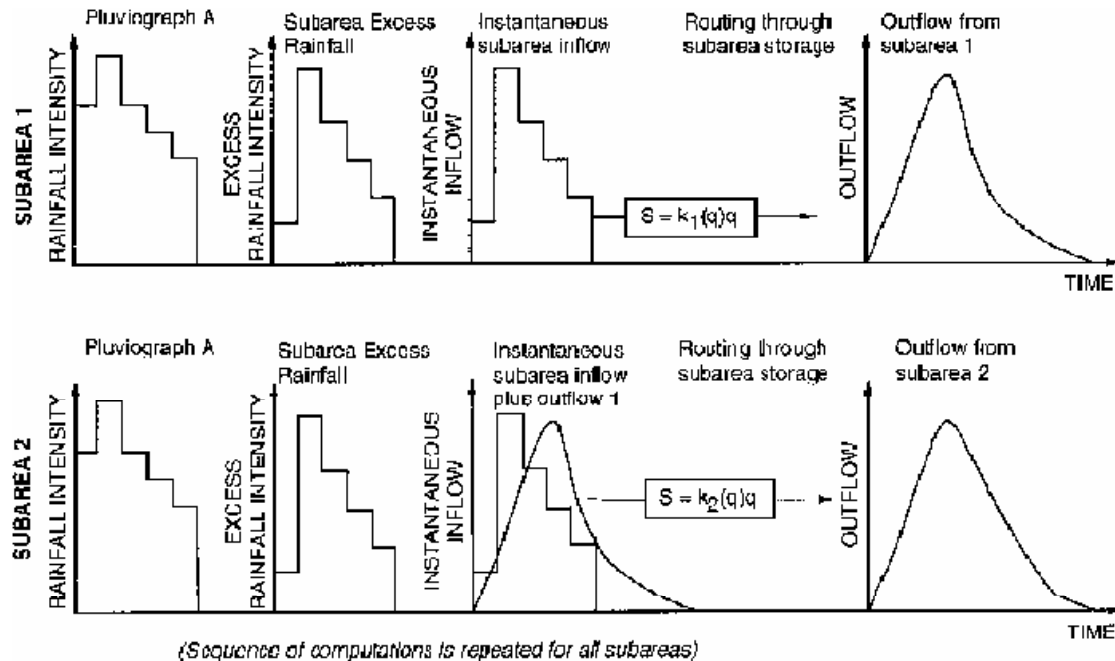 Pluviograph A
Subarea Excess
Rainfall
Instantaneous
subarea inflow
Routing through
subarea storage
Outflow from
subarea 1
SUBAREA 1
RAINFALL INTENSITY
EXCESS
RAINFALL INTENSITY
INSTANTANEOUS
INFLOW
S = k₁(q)q
OUTFLOW
TIME
Pluviograph A
Subarea Excess
Rainfall
Instantaneous
subarea inflow
plus outflow 1
Routing through
subarea storage
Outflow from
subarea 2
SUBAREA 2
RAINFALL INTENSITY
EXCESS
RAINFALL INTENSITY
INSTANTANEOUS
INFLOW
S = k₂(q)q
OUTFLOW
TIME
(Sequence of computations is repeated for all subareas)